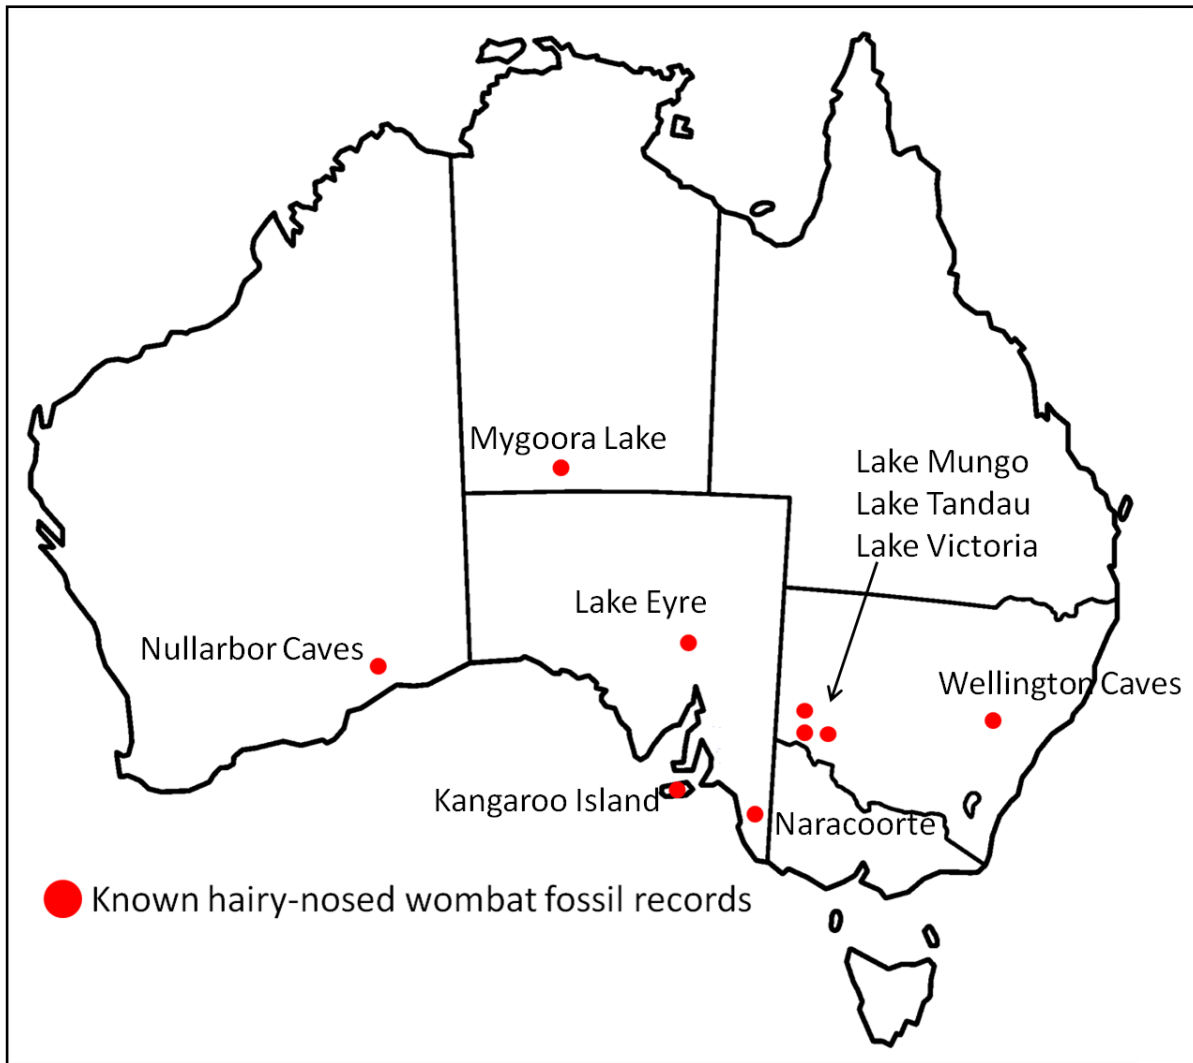 Mygoora Lake
Lake Mungo
Lake Tandau
Lake Victoria
Lake Eyre
Nullarbor Caves
Wellington Caves
Kangaroo Island
Naracoorte
Known hairy-nosed wombat fossil records